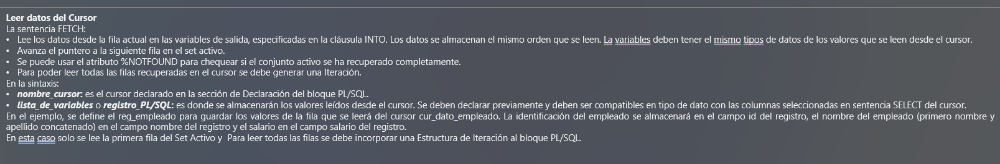 Leer datos del Cursor
La sentencia FETCH:
• Lee los datos desde la fila actual en las variables de salida, especificadas en la cláusula INTO. Los datos se almacenan el mismo orden que se leen. La variables deben tener el mismo tipos de datos de los valores que se leen desde el cursor.
• Avanza el puntero a la siguiente fila en el set activo.
• Se puede usar el atributo %NOTFOUND para chequear si el conjunto activo se ha recuperado completamente.
• Para poder leer todas las filas recuperadas en el cursor se debe generar una Iteración.
En la sintaxis:
• nombre_cursor: es el cursor declarado en la sección de Declaración del bloque PL/SQL.
• lista_de_variables o registro_PL/SQL: es donde se almacenarán los valores leídos desde el cursor. Se deben declarar previamente y deben ser compatibles en tipo de dato con las columnas seleccionadas en sentencia SELECT del cursor.
En el ejemplo, se define el reg_empleado para guardar los valores de la fila que se leerá del cursor cur_dato_empleado. La identificación del empleado se almacenará en el campo id del registro, el nombre del empleado (primero nombre y
apellido concatenado) en el campo nombre del registro y el salario en el campo salario del registro.
En esta caso solo se lee la primera fila del Set Activo y  Para leer todas las filas se debe incorporar una Estructura de Iteración al bloque PL/SQL.